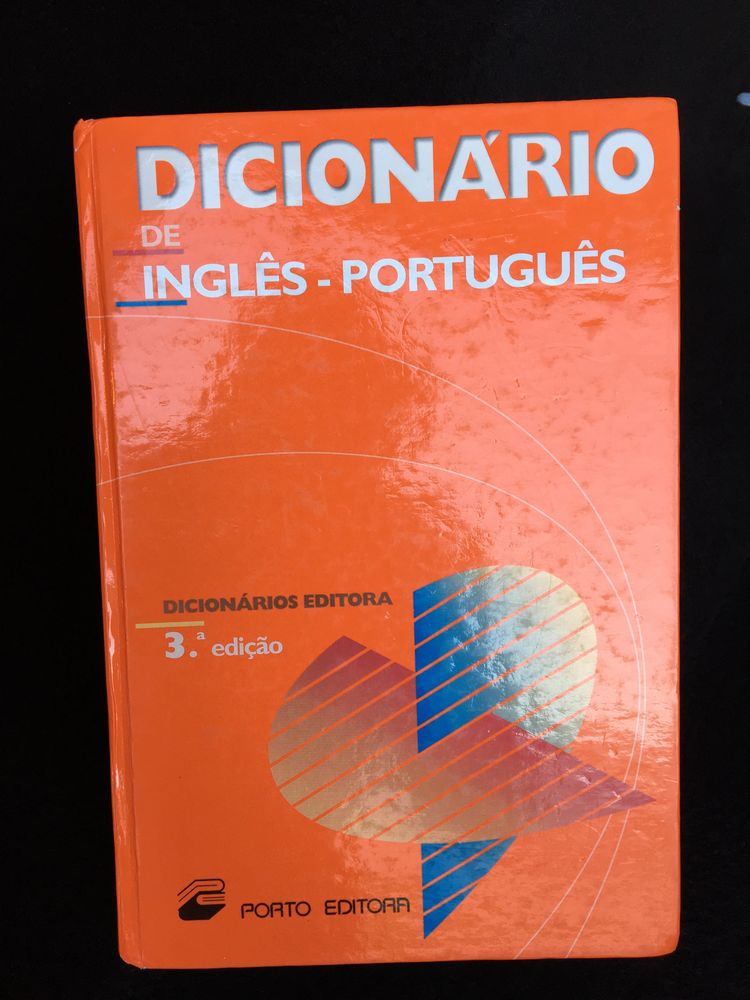 DICIONÁRIO
DE
INGLÊS - PORTUGUÊS
DICIONÁRIOS EDITORA
3.ª edição
PORTO EDITORA